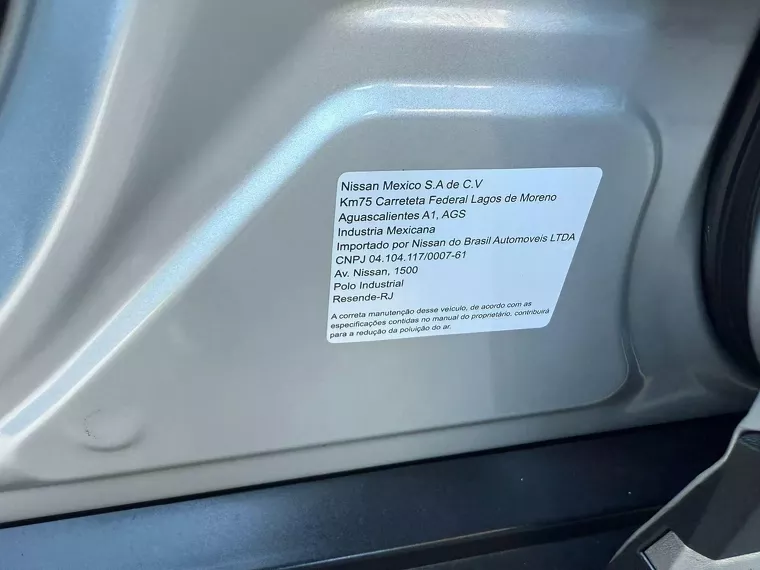 Nissan Mexico S.A de C.V
Km75 Carreteta Federal Lagos de Moreno
Aguascalientes A1, AGS
Industria Mexicana
Importado por Nissan do Brasil Automoveis LTDA
CNPJ 04.104.117/0007-61
Av. Nissan, 1500
Polo Industrial
Resende-RJ
A correta manutenção desse veículo, de acordo com as
especificações contidas no manual do proprietário, contribuirá
para a redução da poluição do ar.